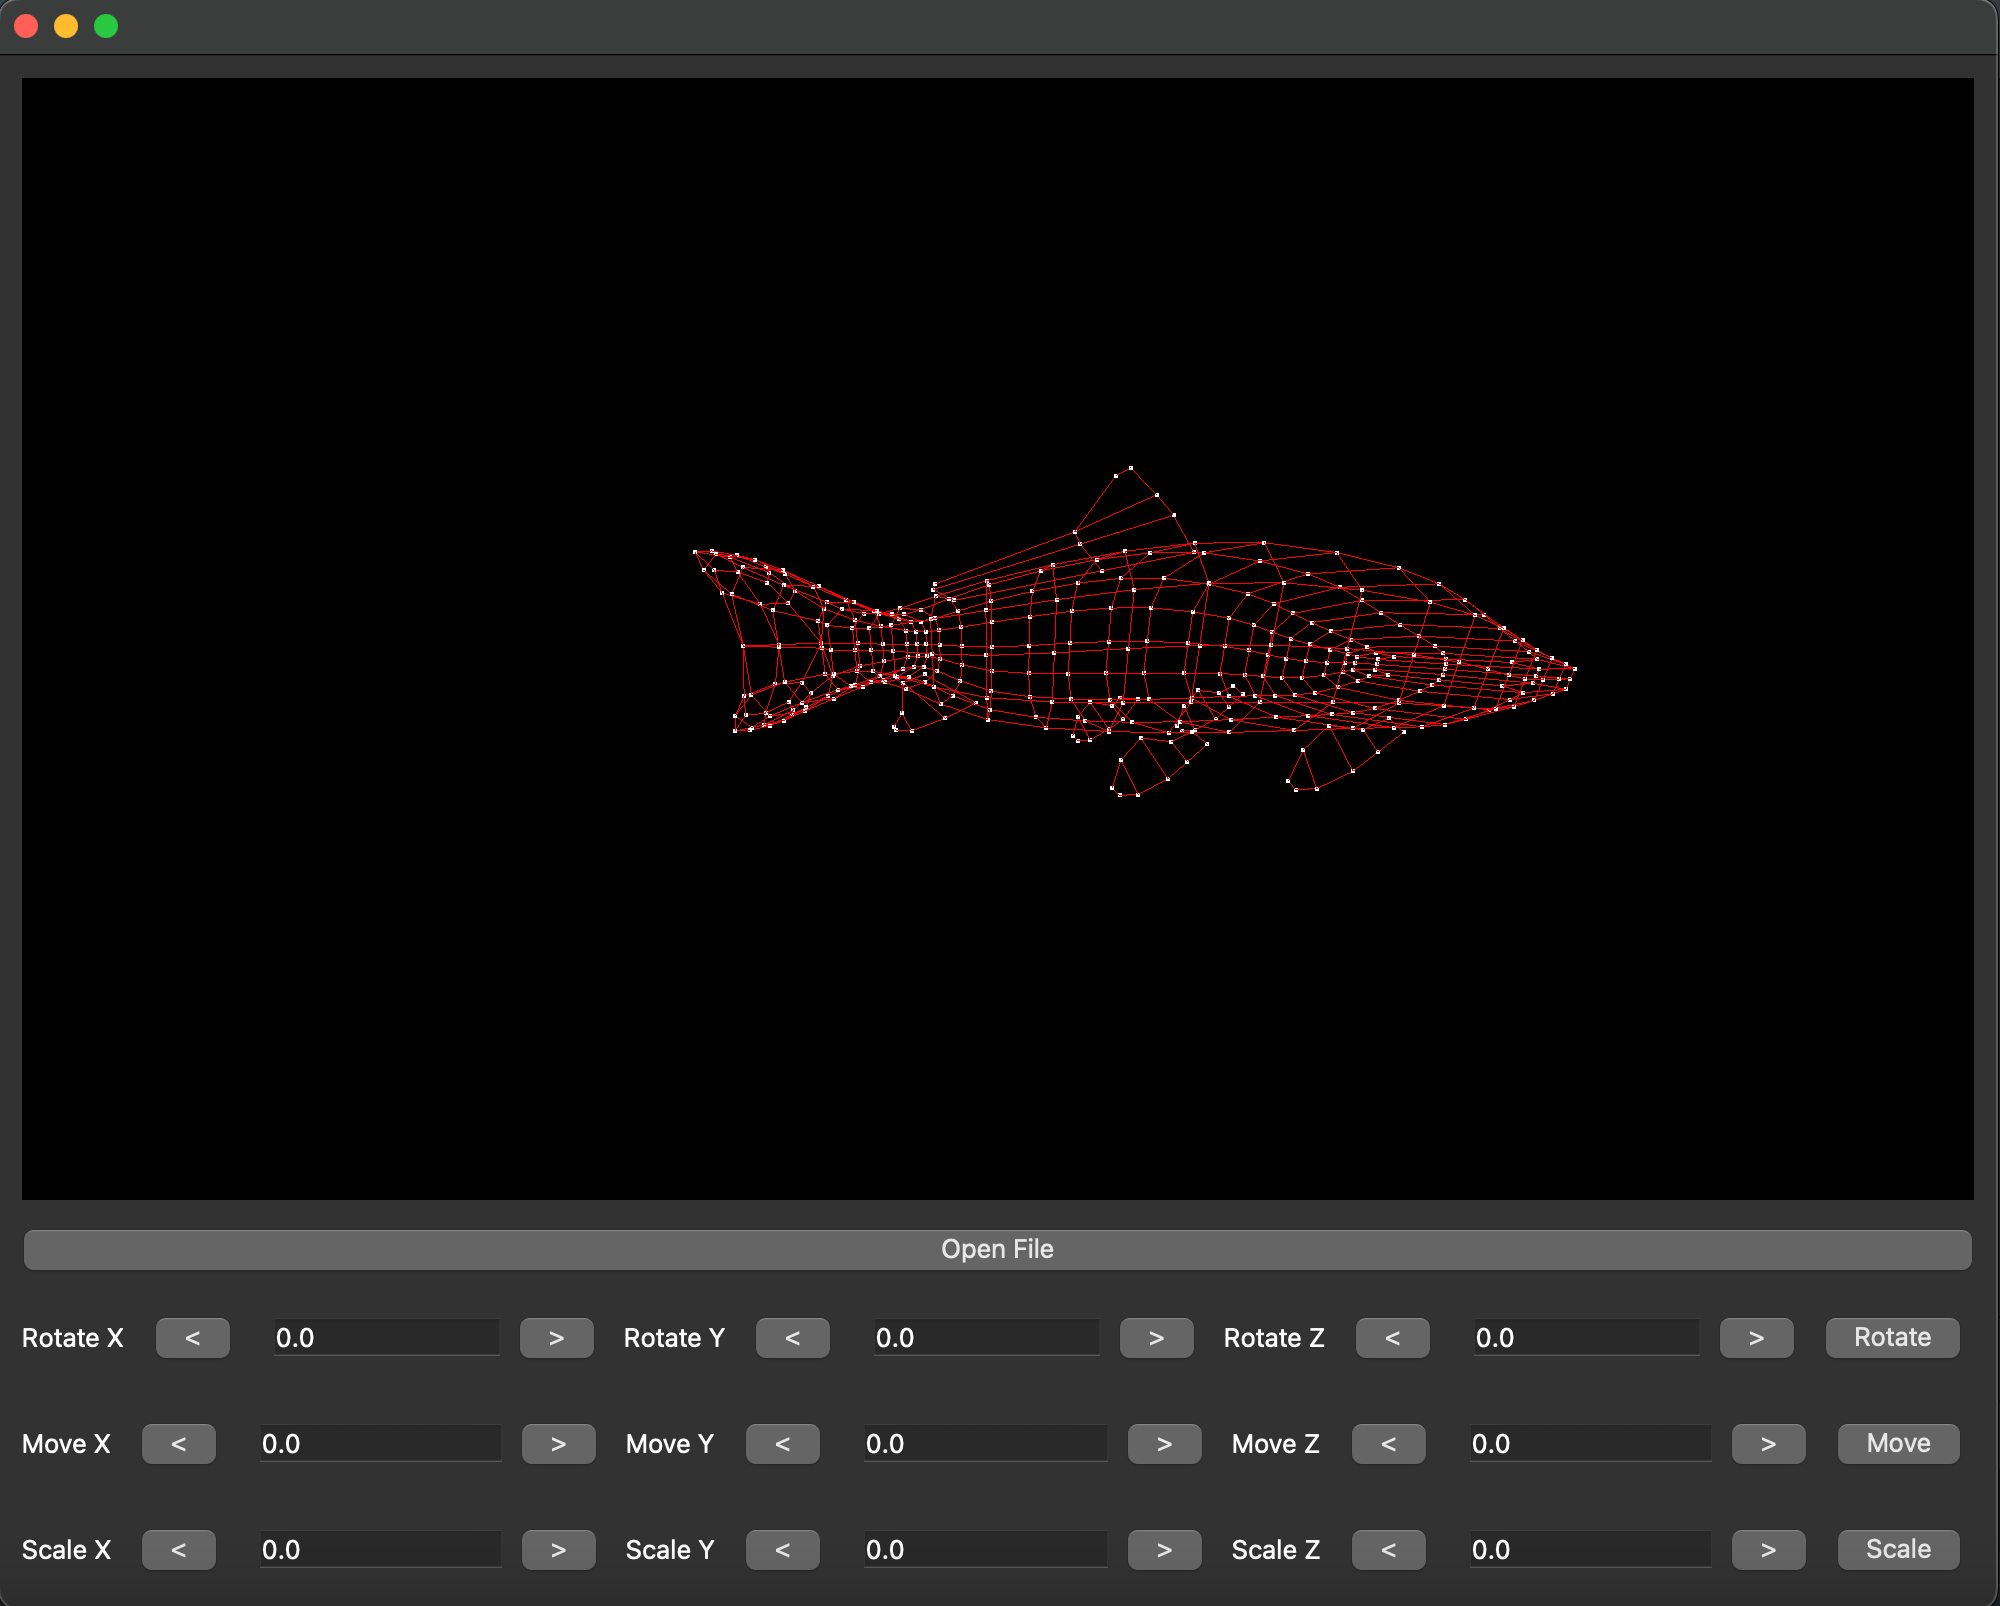 Open File
Rotate X < 0.0 > Rotate Y < 0.0 > Rotate Z < 0.0 > Rotate
Move X < 0.0 > Move Y < 0.0 > Move Z < 0.0 > Move
Scale X < 0.0 > Scale Y < 0.0 > Scale Z < 0.0 > Scale